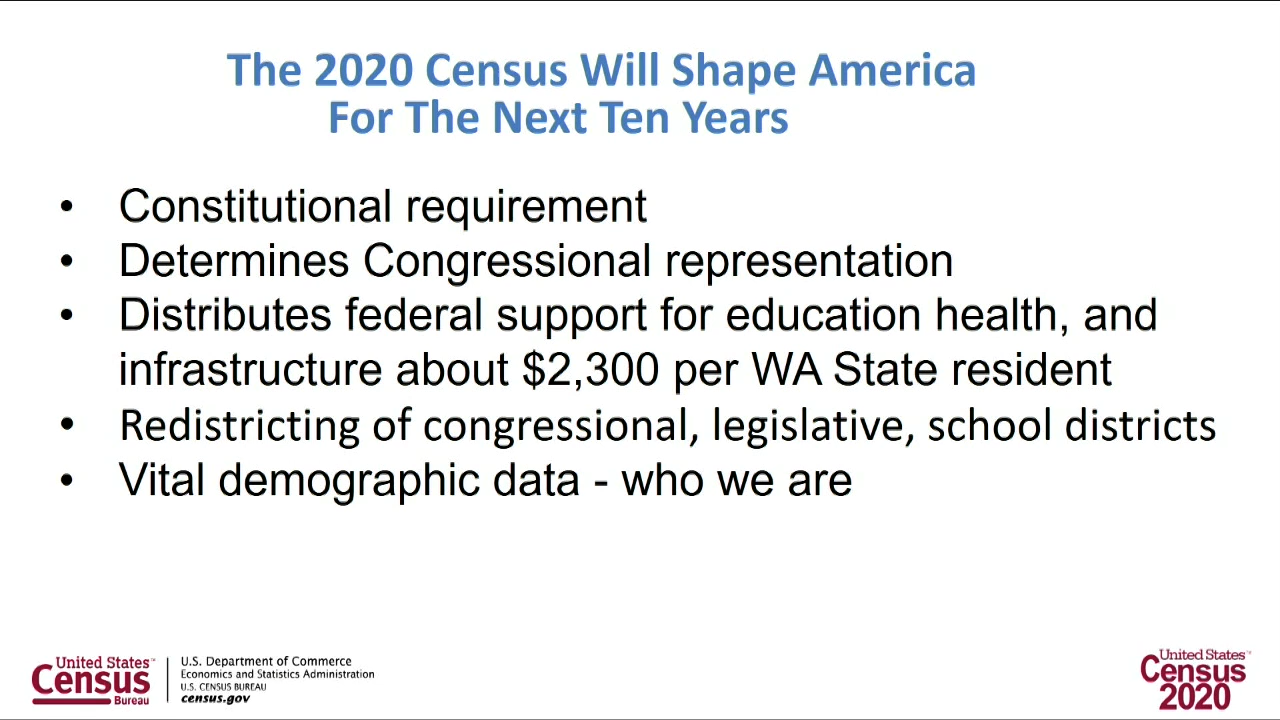 The 2020 Census Will Shape America
For The Next Ten Years
• Constitutional requirement
• Determines Congressional representation
• Distributes federal support for education health, and
infrastructure about $2,300 per WA State resident
• Redistricting of congressional, legislative, school districts
• Vital demographic data - who we are
United States™
Census
Bureau
U.S. Department of Commerce
Economics and Statistics Administration
U.S. CENSUS BUREAU
census.gov
United States™
Census
2020